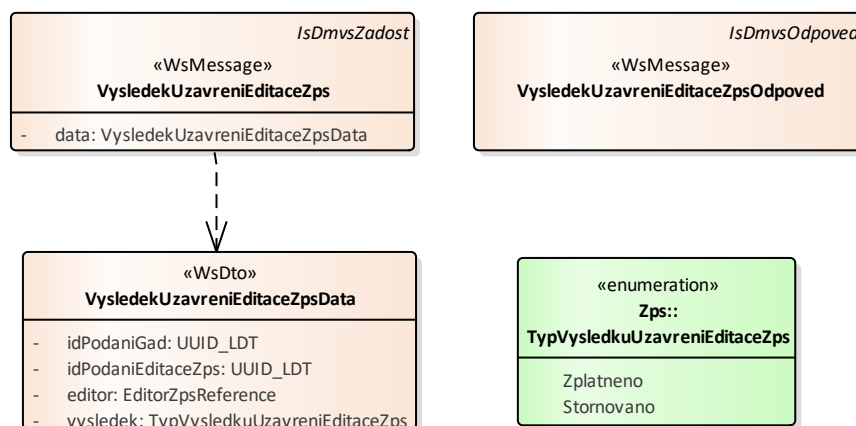 IsDmvsZadost
«WsMessage»
VysledekUzavreniEditaceZps
- data: VysledekUzavreniEditaceZpsData
IsDmvsOdpoved
«WsMessage»
VysledekUzavreniEditaceZpsOdpoved
«WsDto»
VysledekUzavreniEditaceZpsData
- idPodaniGad: UUID_LDT
- idPodaniEditaceZps: UUID_LDT
- editor: EditorZpsReference
- vysledek: TypVysledkuUzavreniEditaceZps
«enumeration»
Zps::
TypVysledkuUzavreniEditaceZps
Zplatneno
Stornovano